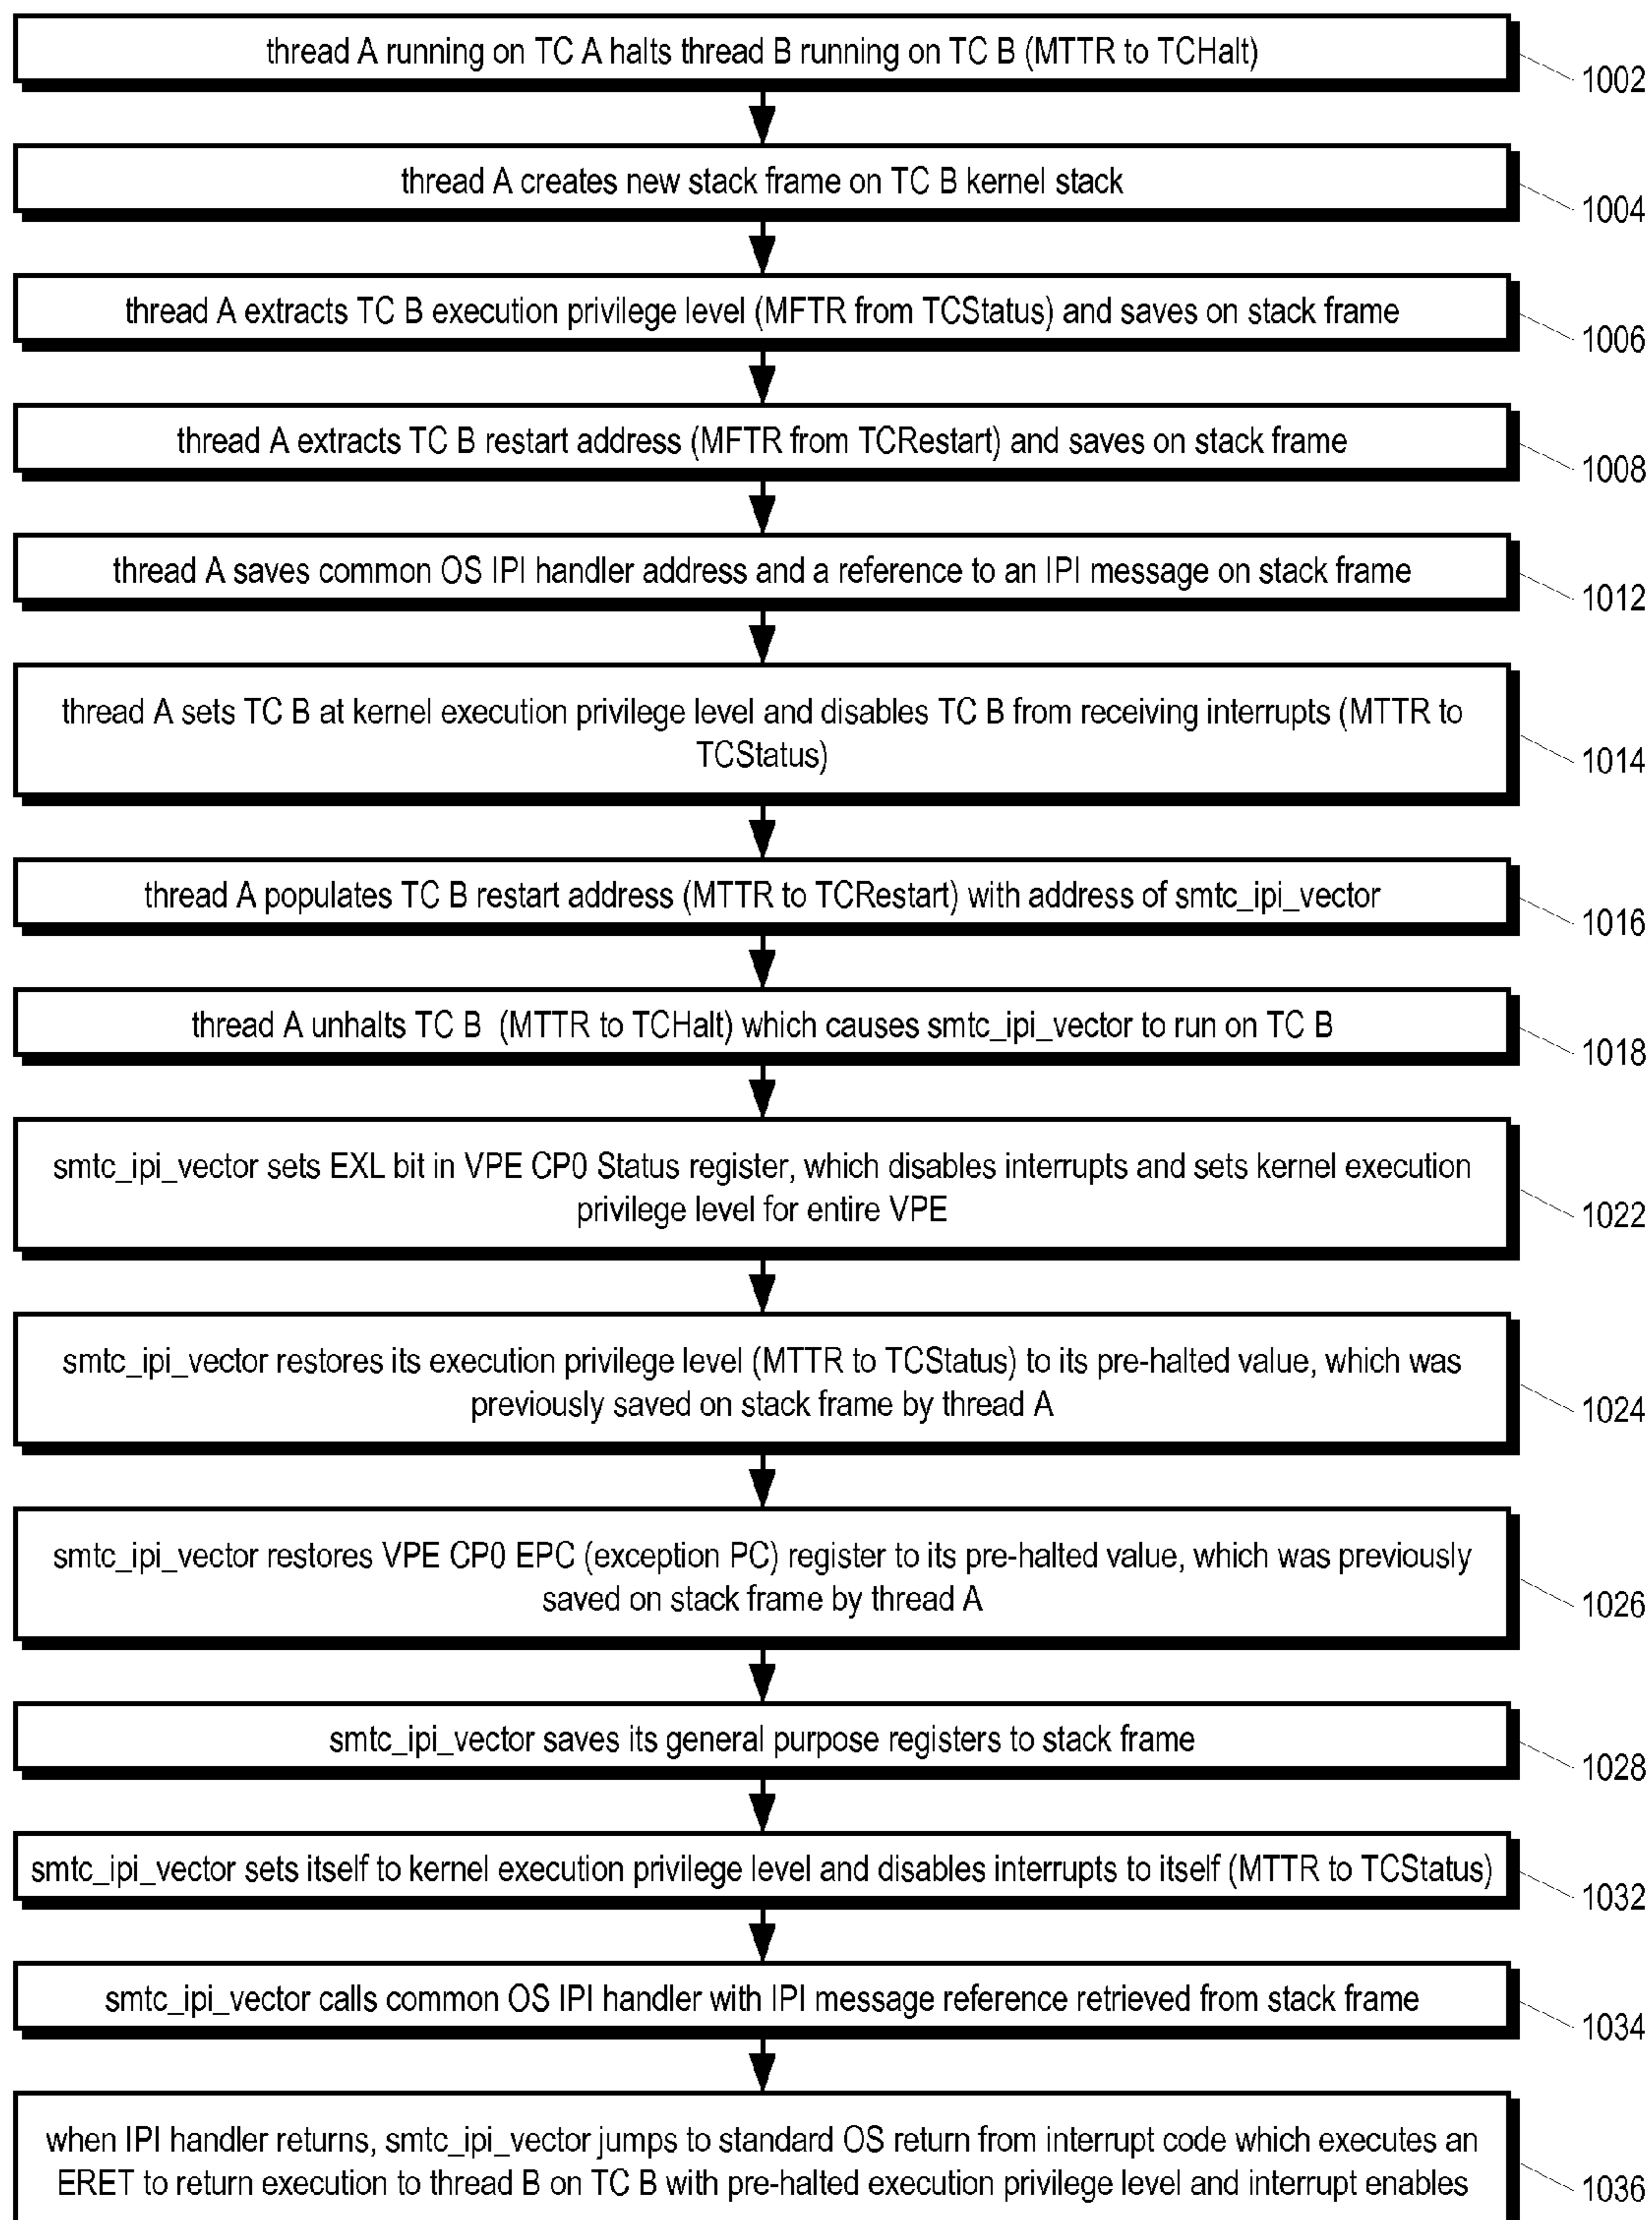 thread A running on TC A halts thread B running on TC B (MTTR to TCHalt)
1002
thread A creates new stack frame on TC B kernel stack
1004
thread A extracts TC B execution privilege level (MFTR from TCStatus) and saves on stack frame
1006
thread A extracts TC B restart address (MFTR from TCRestart) and saves on stack frame
1008
thread A saves common OS IPI handler address and a reference to an IPI message on stack frame
1012
thread A sets TC B at kernel execution privilege level and disables TC B from receiving interrupts (MTTR to
TCStatus)
1014
thread A populates TC B restart address (MTTR to TCRestart) with address of smtc_ipi_vector
1016
thread A unhalts TC B (MTTR to TCHalt) which causes smtc_ipi_vector to run on TC B
1018
smtc_ipi_vector sets EXL bit in VPE CP0 Status register, which disables interrupts and sets kernel execution
privilege level for entire VPE
1022
smtc_ipi_vector restores its execution privilege level (MTTR to TCStatus) to its pre-halted value, which was
previously saved on stack frame by thread A
1024
smtc_ipi_vector restores VPE CP0 EPC (exception PC) register to its pre-halted value, which was previously
saved on stack frame by thread A
1026
smtc_ipi_vector saves its general purpose registers to stack frame
1028
smtc_ipi_vector sets itself to kernel execution privilege level and disables interrupts to itself (MTTR to TCStatus)
1032
smtc_ipi_vector calls common OS IPI handler with IPI message reference retrieved from stack frame
1034
when IPI handler returns, smtc_ipi_vector jumps to standard OS return from interrupt code which executes an
ERET to return execution to thread B on TC B with pre-halted execution privilege level and interrupt enables
1036